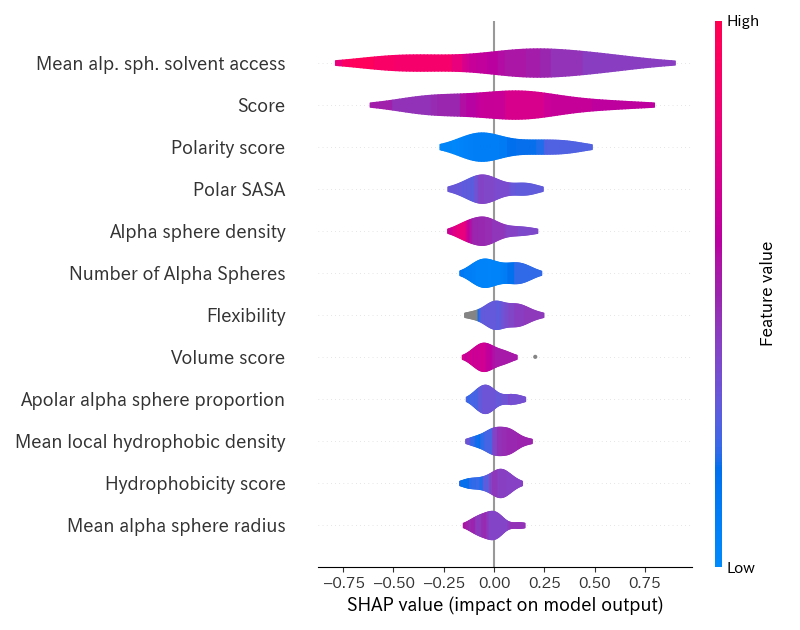 High
Mean alp. sph. solvent access
Score
Polarity score
Polar SASA
Alpha sphere density
Number of Alpha Spheres
Flexibility
Volume score
Apolar alpha sphere proportion
Mean local hydrophobic density
Hydrophobicity score
Mean alpha sphere radius
Feature value
Low
−0.75 −0.50 −0.25 0.00 0.25 0.50 0.75
SHAP value (impact on model output)